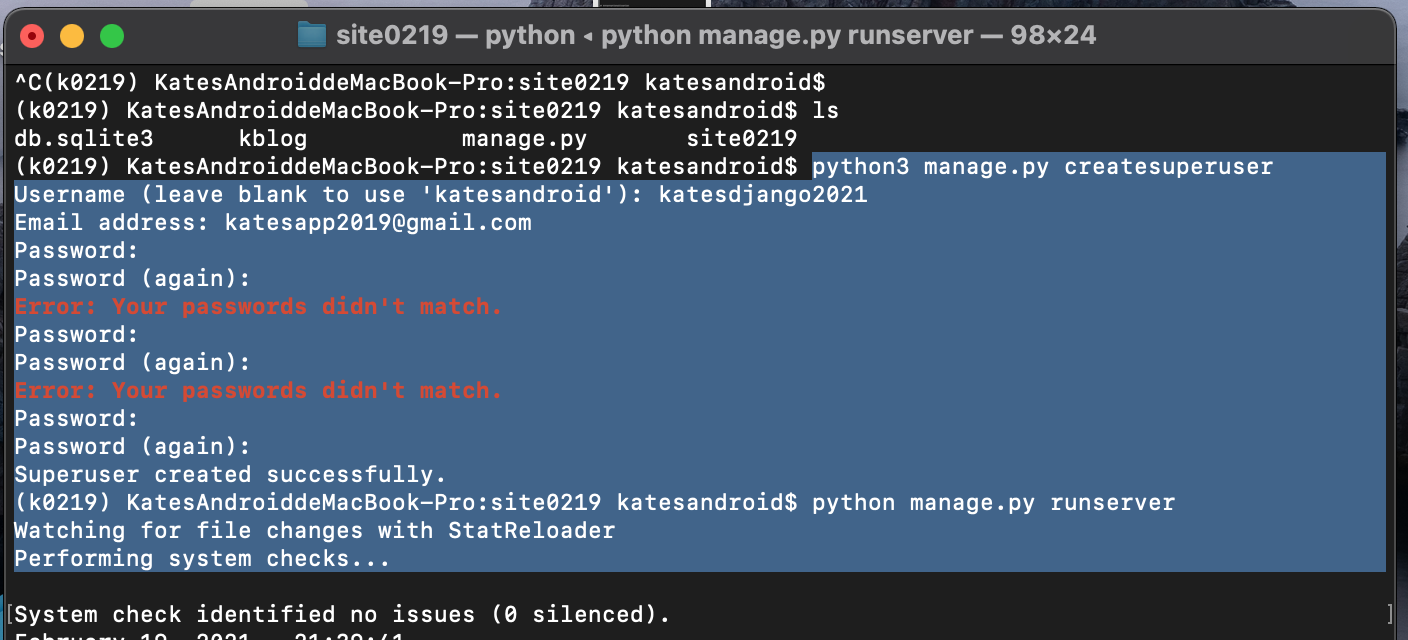 site0219 — python ◂ python manage.py runserver — 98×24
^C(k0219) KatesAndroiddeMacBook-Pro:site0219 katesandroid$
(k0219) KatesAndroiddeMacBook-Pro:site0219 katesandroid$ ls
db.sqlite3 kblog manage.py site0219
(k0219) KatesAndroiddeMacBook-Pro:site0219 katesandroid$ python3 manage.py createsuperuser
Username (leave blank to use 'katesandroid'): katesdjango2021
Email address: katesapp2019@gmail.com
Password:
Password (again):
Error: Your passwords didn't match.
Password:
Password (again):
Error: Your passwords didn't match.
Password:
Password (again):
Superuser created successfully.
(k0219) KatesAndroiddeMacBook-Pro:site0219 katesandroid$ python manage.py runserver
Watching for file changes with StatReloader
Performing system checks...
[System check identified no issues (0 silenced). ]
February 19, 2021